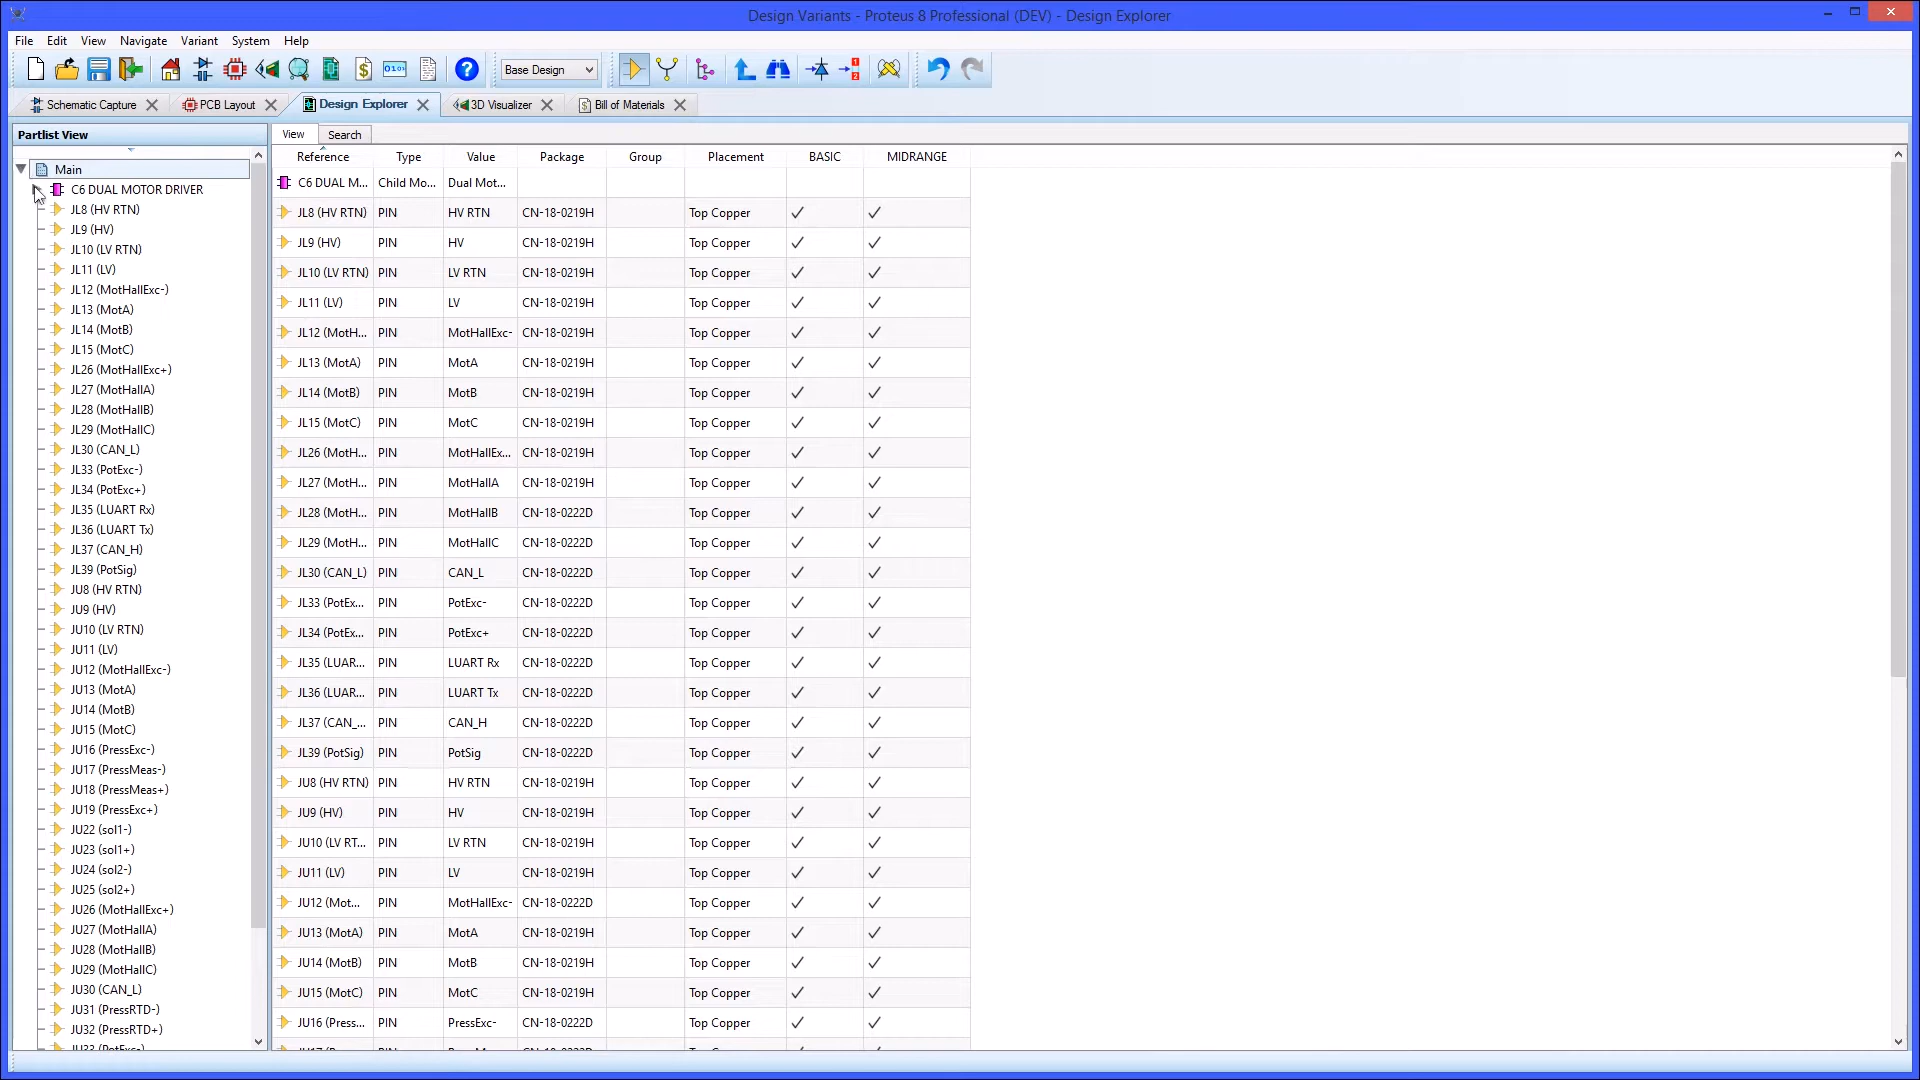 Design Variants - Proteus 8 Professional (DEV) - Design Explorer
File Edit View Navigate Variant System Help
Base Design
Schematic Capture PCB Layout Design Explorer 3D Visualizer Bill of Materials
Partlist View
Main
C6 DUAL MOTOR DRIVER
JL8 (HV RTN)
JL9 (HV)
JL10 (LV RTN)
JL11 (LV)
JL12 (MotHallExc-)
JL13 (MotA)
JL14 (MotB)
JL15 (MotC)
JL26 (MotHallExc+)
JL27 (MotHallA)
JL28 (MotHallB)
JL29 (MotHallC)
JL30 (CAN_L)
JL33 (PotExc-)
JL34 (PotExc+)
JL35 (LUART Rx)
JL36 (LUART Tx)
JL37 (CAN_H)
JL39 (PotSig)
JU8 (HV RTN)
JU9 (HV)
JU10 (LV RTN)
JU11 (LV)
JU12 (MotHallExc-)
JU13 (MotA)
JU14 (MotB)
JU15 (MotC)
JU16 (PressExc-)
JU17 (PressMeas-)
JU18 (PressMeas+)
JU19 (PressExc+)
JU22 (sol1-)
JU23 (sol1+)
JU24 (sol2-)
JU25 (sol2+)
JU26 (MotHallExc+)
JU27 (MotHallA)
JU28 (MotHallB)
JU29 (MotHallC)
JU30 (CAN_L)
JU31 (PressRTD-)
JU32 (PressRTD+)
View Search
Reference Type Value Package Group Placement BASIC MIDRANGE
C6 DUAL M... Child Mo... Dual Mot...
JL8 (HV RTN) PIN HV RTN CN-18-0219H Top Copper ✓ ✓
JL9 (HV) PIN HV CN-18-0219H Top Copper ✓ ✓
JL10 (LV RTN) PIN LV RTN CN-18-0219H Top Copper ✓ ✓
JL11 (LV) PIN LV CN-18-0219H Top Copper ✓ ✓
JL12 (MotH... PIN MotHallExc- CN-18-0219H Top Copper ✓ ✓
JL13 (MotA) PIN MotA CN-18-0219H Top Copper ✓ ✓
JL14 (MotB) PIN MotB CN-18-0219H Top Copper ✓ ✓
JL15 (MotC) PIN MotC CN-18-0219H Top Copper ✓ ✓
JL26 (MotH... PIN MotHallEx... CN-18-0219H Top Copper ✓ ✓
JL27 (MotH... PIN MotHallA CN-18-0219H Top Copper ✓ ✓
JL28 (MotH... PIN MotHallB CN-18-0222D Top Copper ✓ ✓
JL29 (MotH... PIN MotHallC CN-18-0222D Top Copper ✓ ✓
JL30 (CAN_L) PIN CAN_L CN-18-0222D Top Copper ✓ ✓
JL33 (PotEx... PIN PotExc- CN-18-0222D Top Copper ✓ ✓
JL34 (PotEx... PIN PotExc+ CN-18-0222D Top Copper ✓ ✓
JL35 (LUAR... PIN LUART Rx CN-18-0222D Top Copper ✓ ✓
JL36 (LUAR... PIN LUART Tx CN-18-0222D Top Copper ✓ ✓
JL37 (CAN_... PIN CAN_H CN-18-0222D Top Copper ✓ ✓
JL39 (PotSig) PIN PotSig CN-18-0222D Top Copper ✓ ✓
JU8 (HV RTN) PIN HV RTN CN-18-0219H Top Copper ✓ ✓
JU9 (HV) PIN HV CN-18-0219H Top Copper ✓ ✓
JU10 (LV RT... PIN LV RTN CN-18-0219H Top Copper ✓ ✓
JU11 (LV) PIN LV CN-18-0219H Top Copper ✓ ✓
JU12 (Mot... PIN MotHallExc- CN-18-0222D Top Copper ✓ ✓
JU13 (MotA) PIN MotA CN-18-0219H Top Copper ✓ ✓
JU14 (MotB) PIN MotB CN-18-0219H Top Copper ✓ ✓
JU15 (MotC) PIN MotC CN-18-0219H Top Copper ✓ ✓
JU16 (Press... PIN PressExc- CN-18-0222D Top Copper ✓ ✓